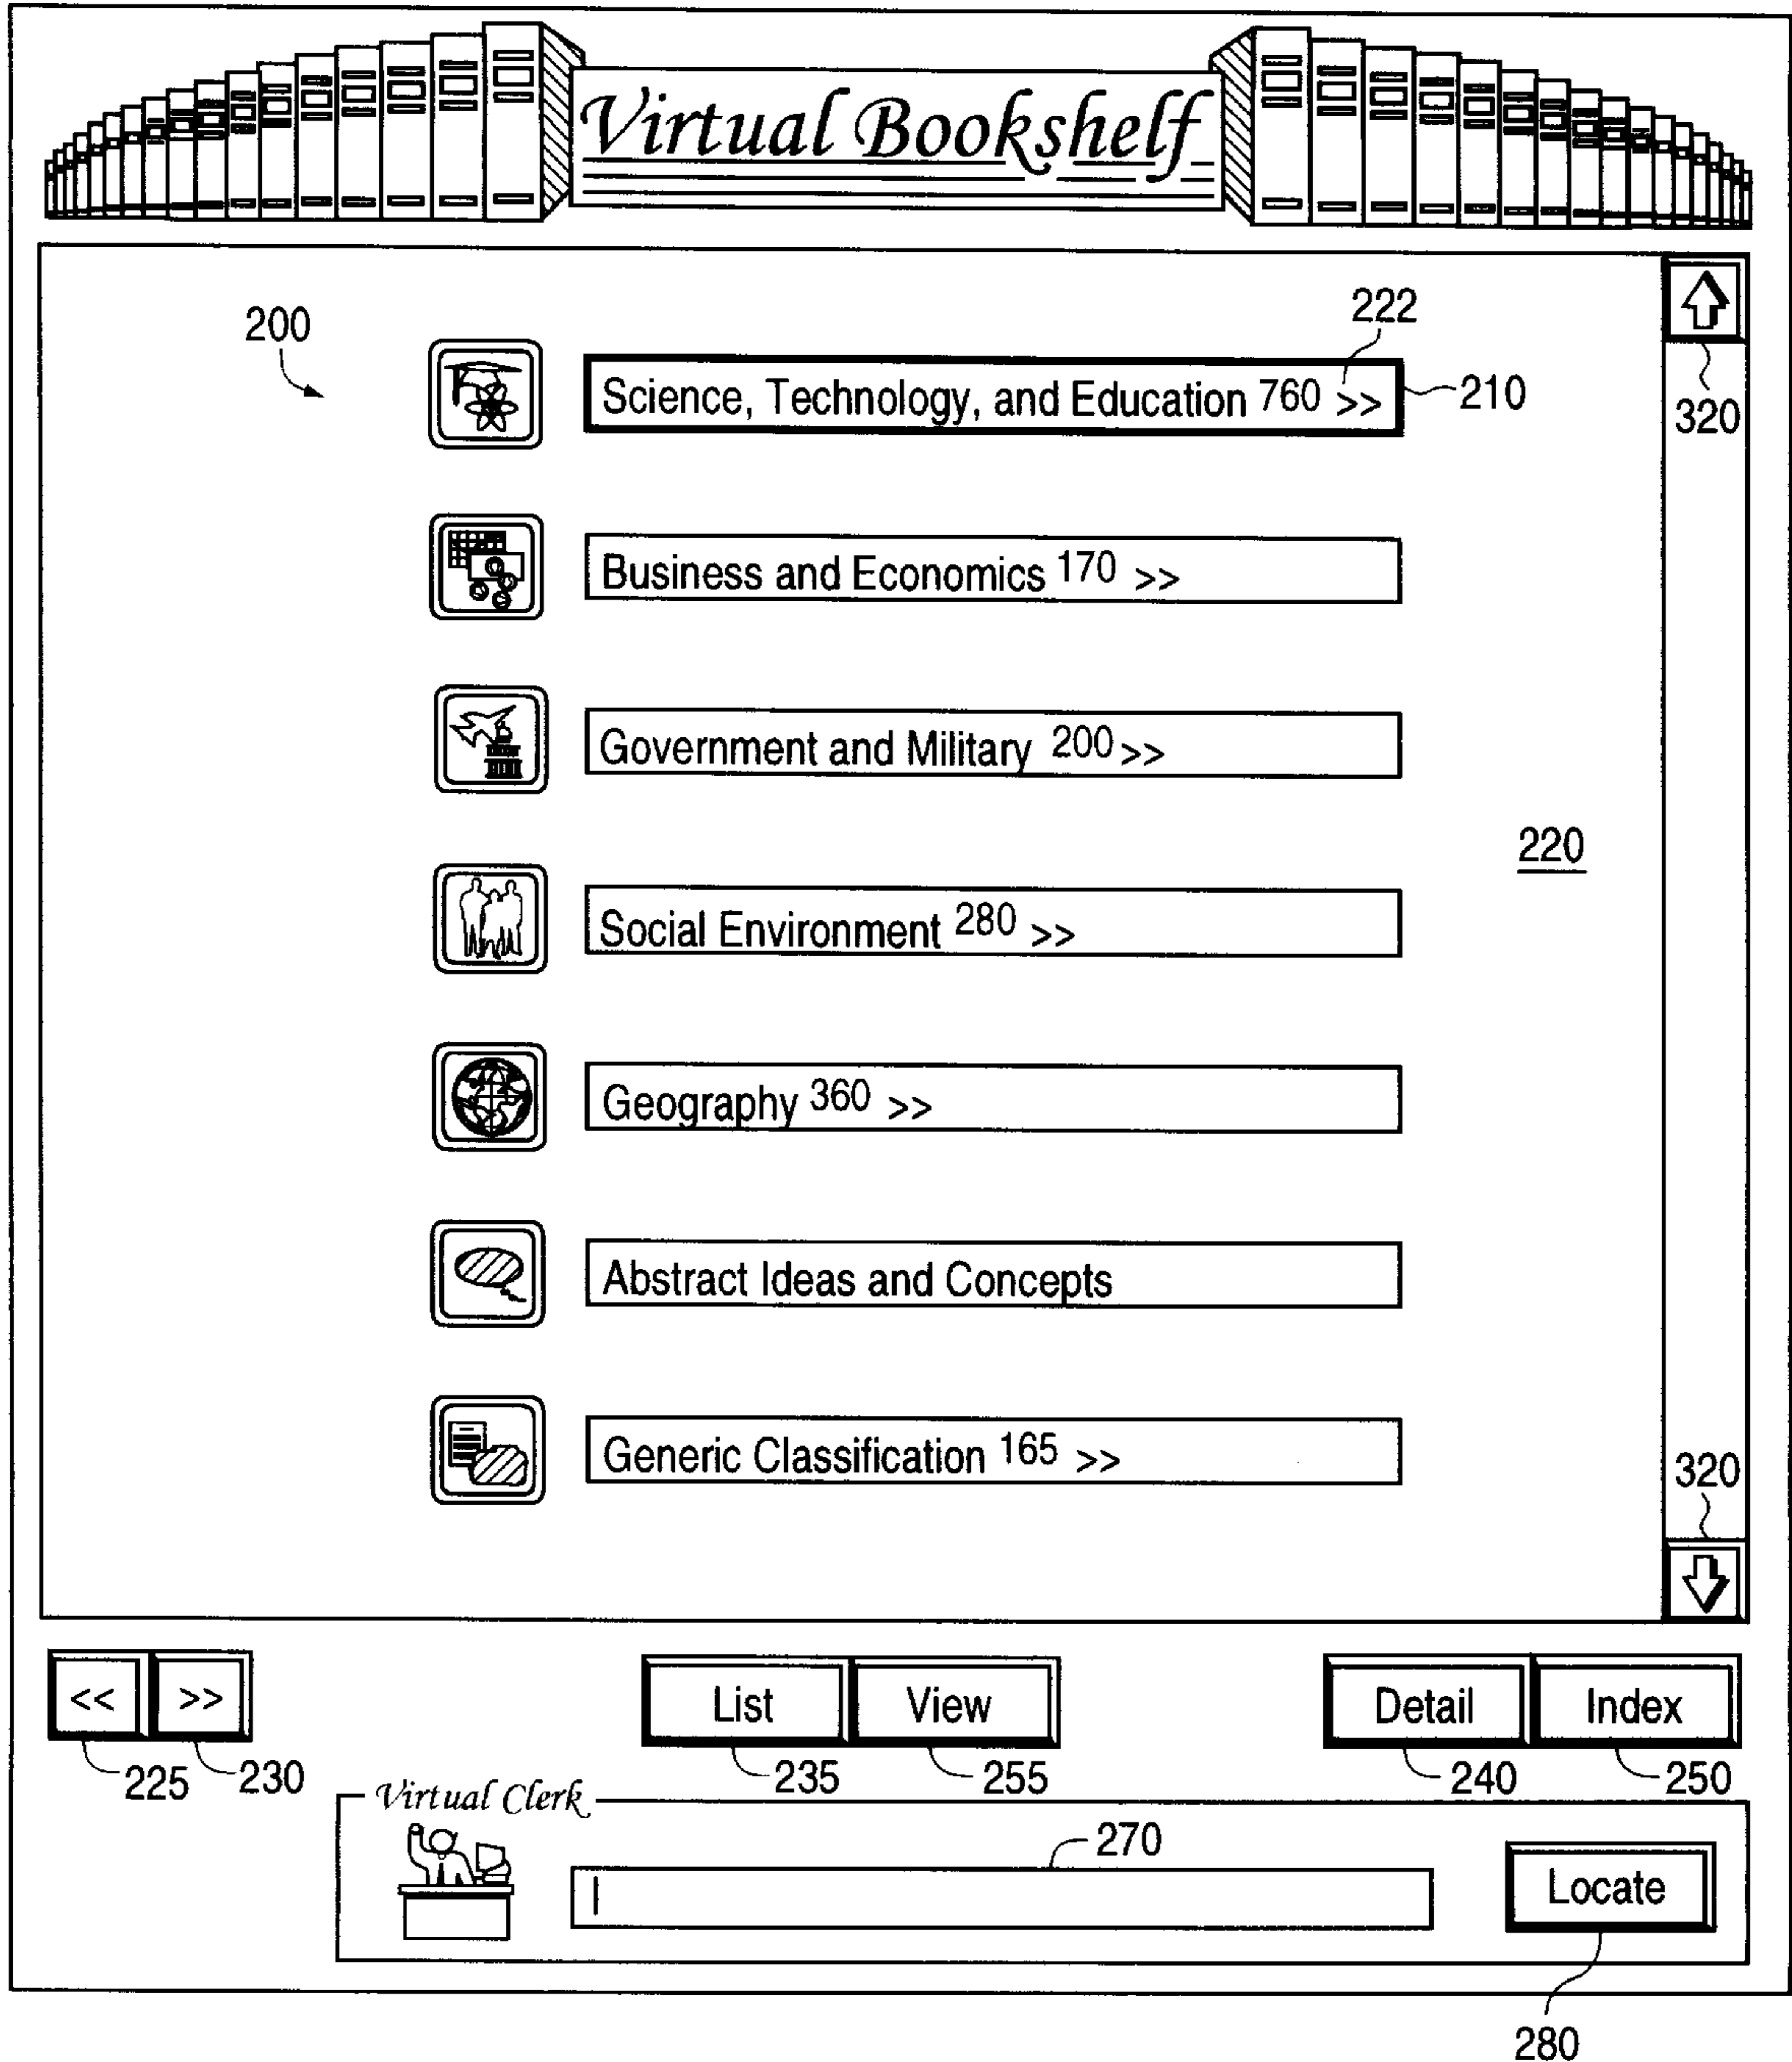 Virtual Bookshelf
200
222
Science, Technology, and Education 760 >>
210
320
Business and Economics 170 >>
Government and Military 200 >>
220
Social Environment 280 >>
Geography 360 >>
Abstract Ideas and Concepts
Generic Classification 165 >>
320
<< >> List View Detail Index
225 230 235 255 240 250
Virtual Clerk
270
Locate
280